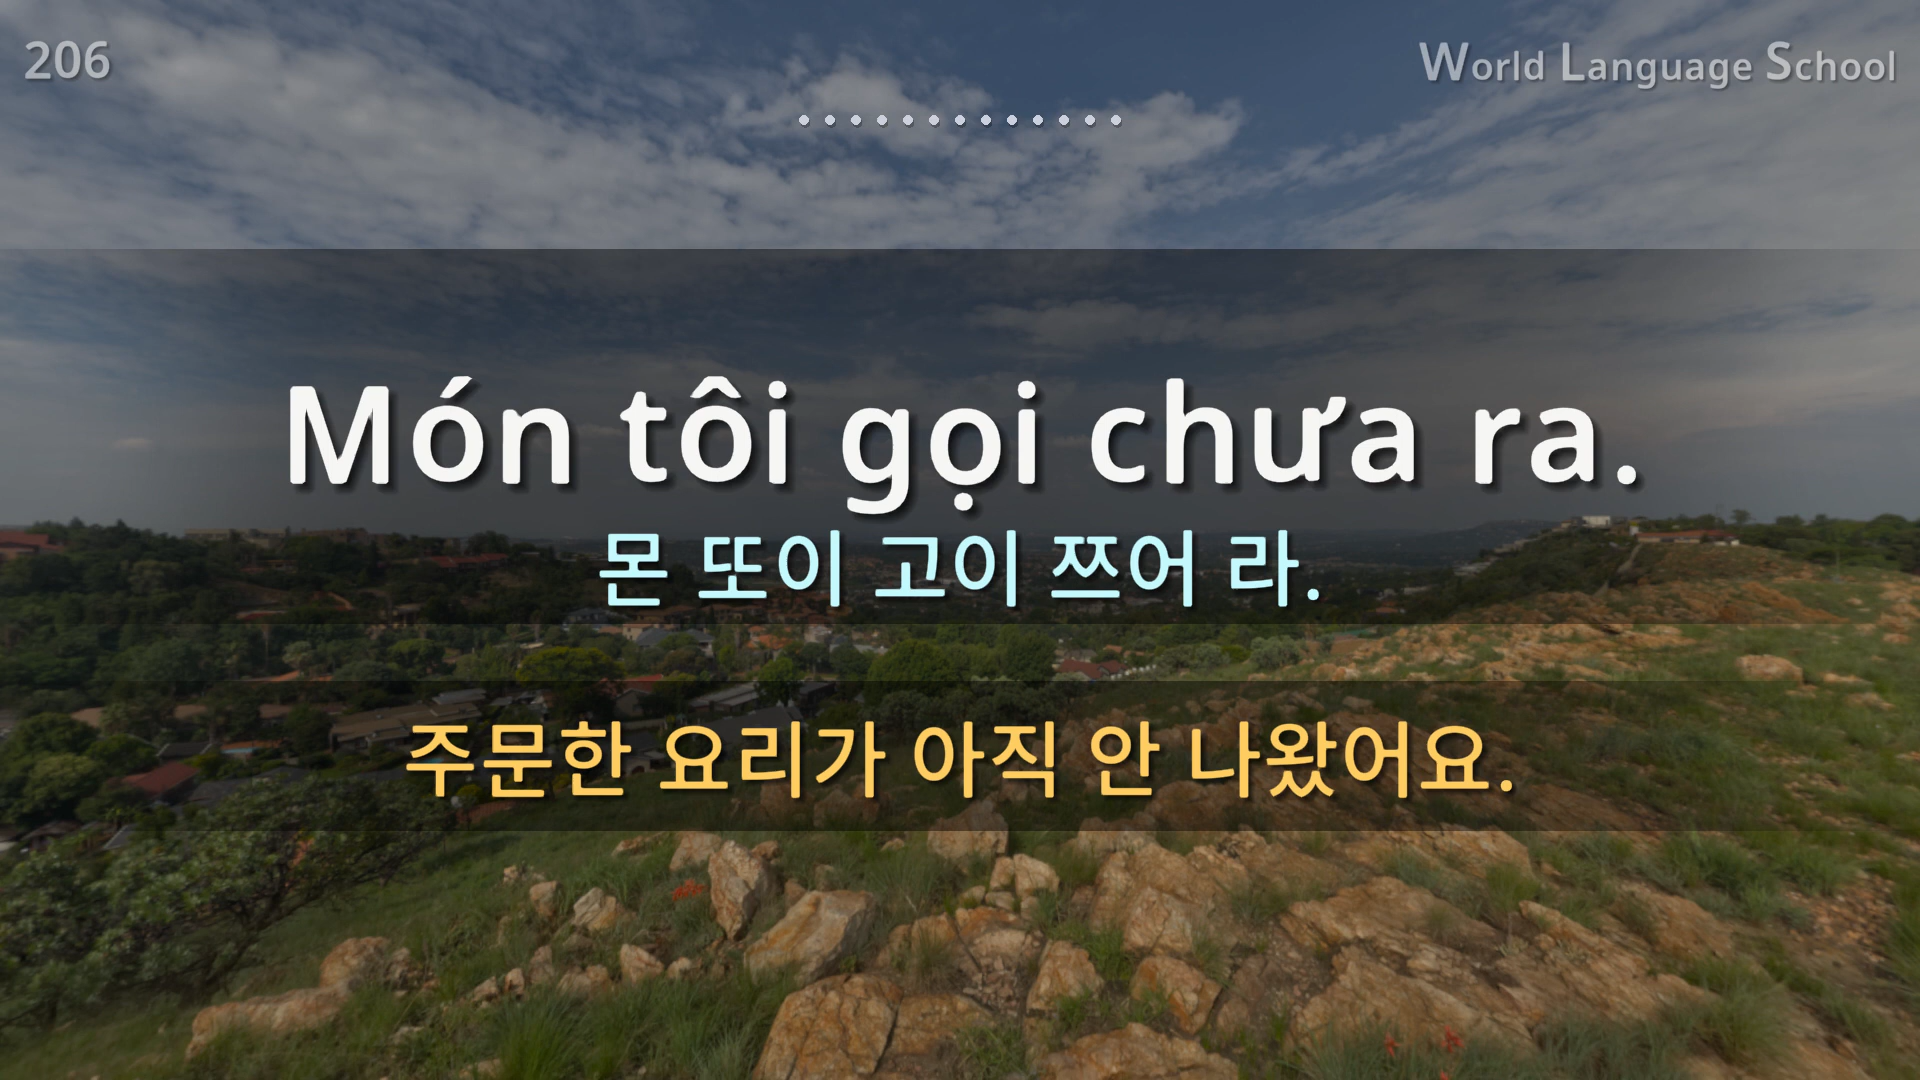 206
World Language School
Món tôi gọi chưa ra.
몬 또이 고이 쯔어 라.
주문한 요리가 아직 안 나왔어요.